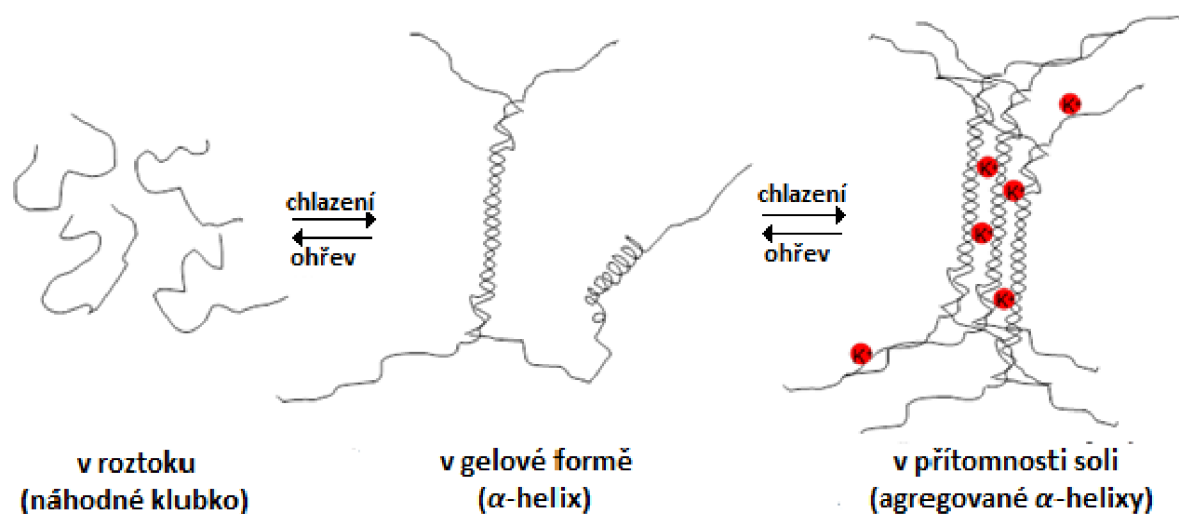 chlazení
ohřev
chlazení
ohřev
K⁺
K⁺
K⁺
K⁺
K⁺
K⁺
v roztoku
(náhodné klubko)
v gelové formě
(α-helix)
v přítomnosti soli
(agregované α-helixy)